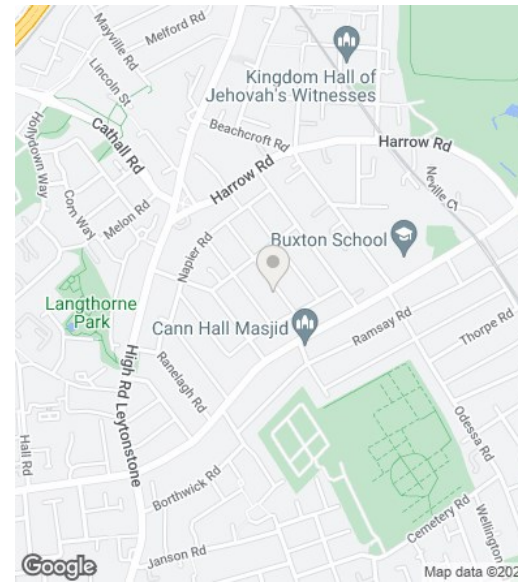 Mayville Rd
Melford Rd
Lincoln St
Kingdom Hall of
Jehovah's Witnesses
Hollydown Way
Cathall Rd
Beachcroft Rd
Harrow Rd
Harrow Rd
Neville Ct
Corn Way
Melon Rd
Napier Rd
Buxton School
Langthorne
Park
Cann Hall Masjid
Ramsay Rd
Thorpe Rd
High Rd Leytonstone
Ranelagh Rd
Odessa Rd
Hall Rd
Borthwick Rd
Cemetery Rd
Wellington
Janson Rd
Google
Map data ©202